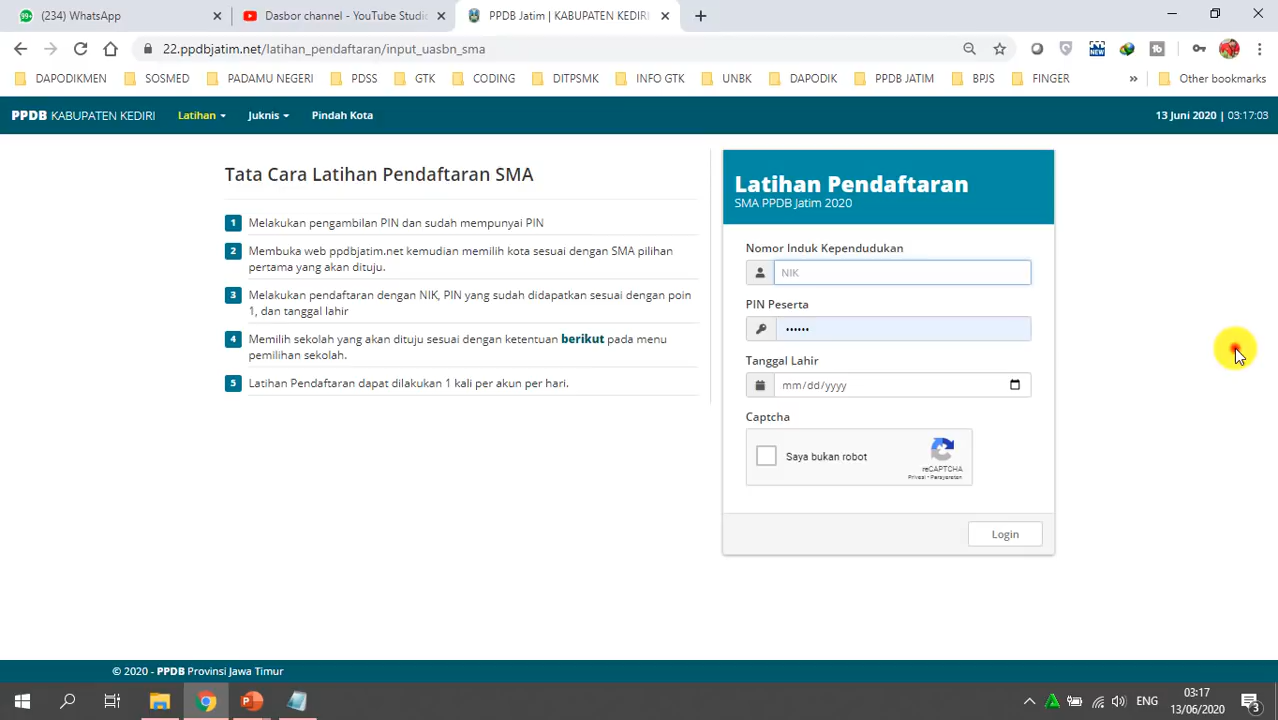 (234) WhatsApp
Dasbor channel - YouTube Studio
PPDB Jatim | KABUPATEN KEDIRI
22.ppdbjatim.net/latihan_pendaftaran/input_uasbn_sma
DAPODIKMEN SOSMED PADAMU NEGERI PDSS GTK CODING DITPSMK INFO GTK UNBK DAPODIK PPDB JATIM BPJS FINGER » Other bookmarks
PPDB KABUPATEN KEDIRI Latihan Juknis Pindah Kota 13 Juni 2020 | 03:17:03
Tata Cara Latihan Pendaftaran SMA
1 Melakukan pengambilan PIN dan sudah mempunyai PIN
2 Membuka web ppdbjatim.net kemudian memilih kota sesuai dengan SMA pilihan
pertama yang akan dituju.
3 Melakukan pendaftaran dengan NIK, PIN yang sudah didapatkan sesuai dengan poin
1, dan tanggal lahir
4 Memilih sekolah yang akan dituju sesuai dengan ketentuan berikut pada menu
pemilihan sekolah.
5 Latihan Pendaftaran dapat dilakukan 1 kali per akun per hari.
Latihan Pendaftaran
SMA PPDB Jatim 2020
Nomor Induk Kependudukan
NIK
PIN Peserta
••••••
Tanggal Lahir
mm/dd/yyyy
Captcha
Saya bukan robot
reCAPTCHA
Privasi - Persyaratan
Login
© 2020 - PPDB Provinsi Jawa Timur
ENG
03:17
13/06/2020
3